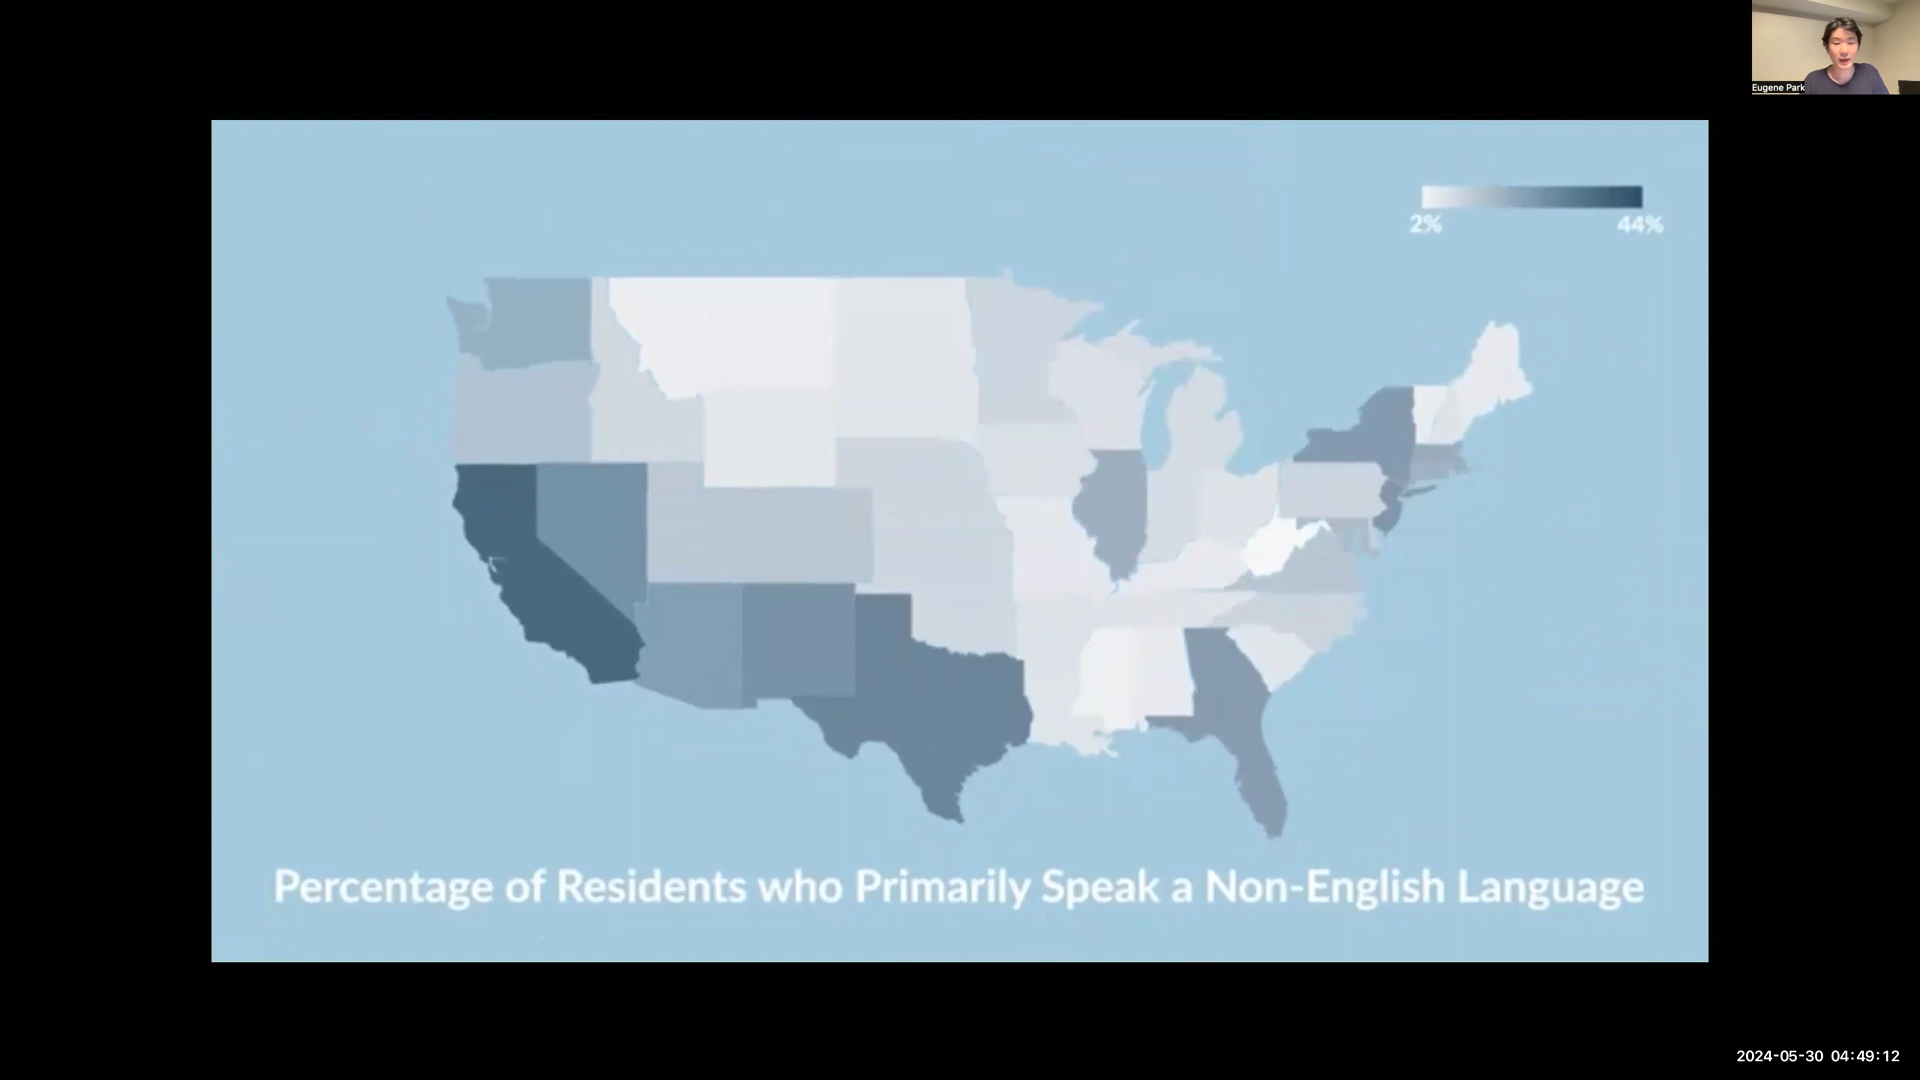 Eugene Park
2% 44%
Percentage of Residents who Primarily Speak a Non-English Language
2024-05-30 04:49:12